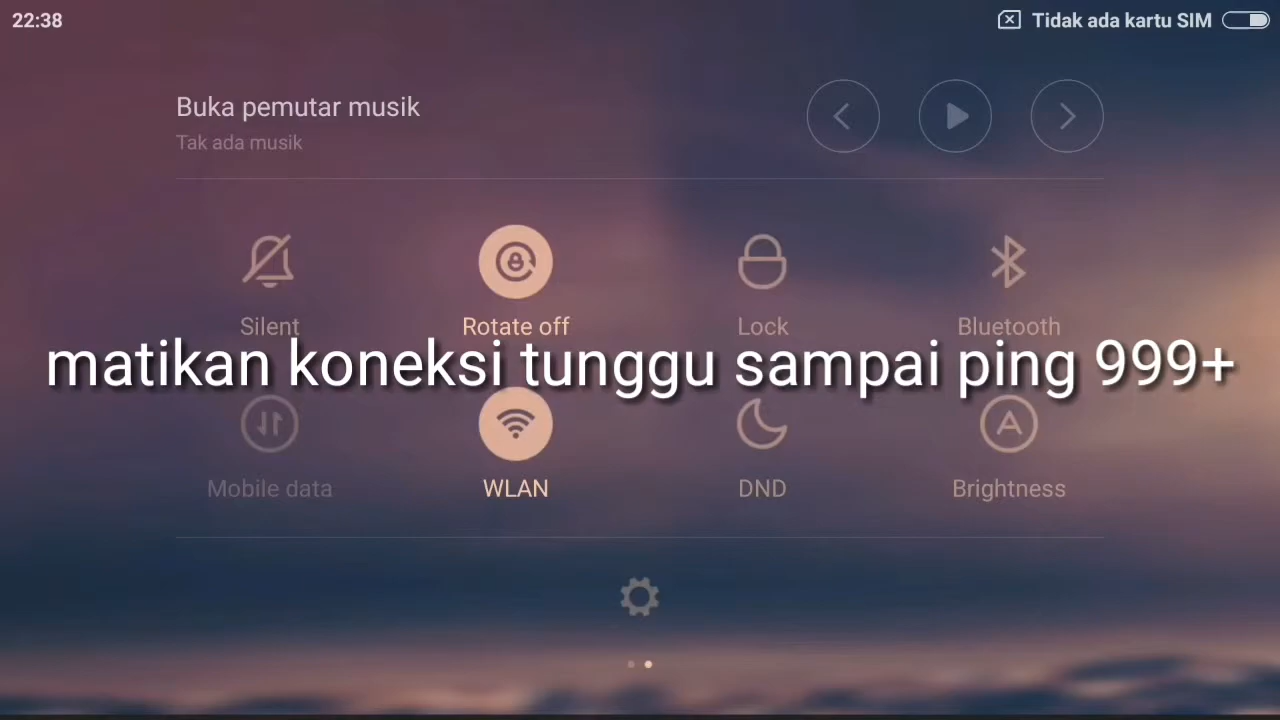 22:38
Tidak ada kartu SIM
Buka pemutar musik
Tak ada musik
Silent
Rotate off
Lock
Bluetooth
matikan koneksi tunggu sampai ping 999+
Mobile data
WLAN
DND
Brightness